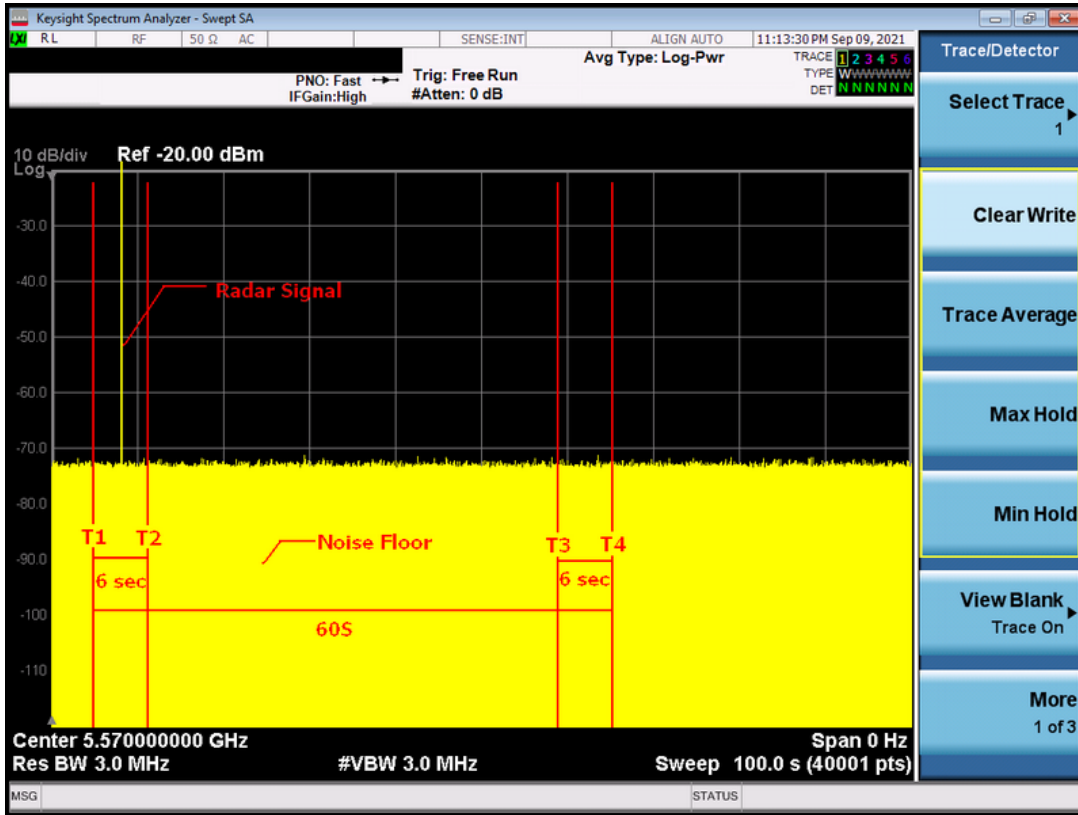 Keysight Spectrum Analyzer - Swept SA
LXI RL RF 50 Ω AC SENSE:INT ALIGN AUTO 11:13:30 PM Sep 09, 2021
Avg Type: Log-Pwr TRACE 1 2 3 4 5 6
PNO: Fast Trig: Free Run TYPE WWWWWW
IFGain:High #Atten: 0 dB DET N N N N N N
10 dB/div Ref -20.00 dBm
Log
-30.0
-40.0
Radar Signal
-50.0
-60.0
-70.0
-80.0
T1 T2 Noise Floor T3 T4
-90.0
6 sec 6 sec
-100
60S
-110
Center 5.570000000 GHz Span 0 Hz
Res BW 3.0 MHz #VBW 3.0 MHz Sweep 100.0 s (40001 pts)
MSG STATUS
Trace/Detector
Select Trace
1
Clear Write
Trace Average
Max Hold
Min Hold
View Blank
Trace On
More
1 of 3